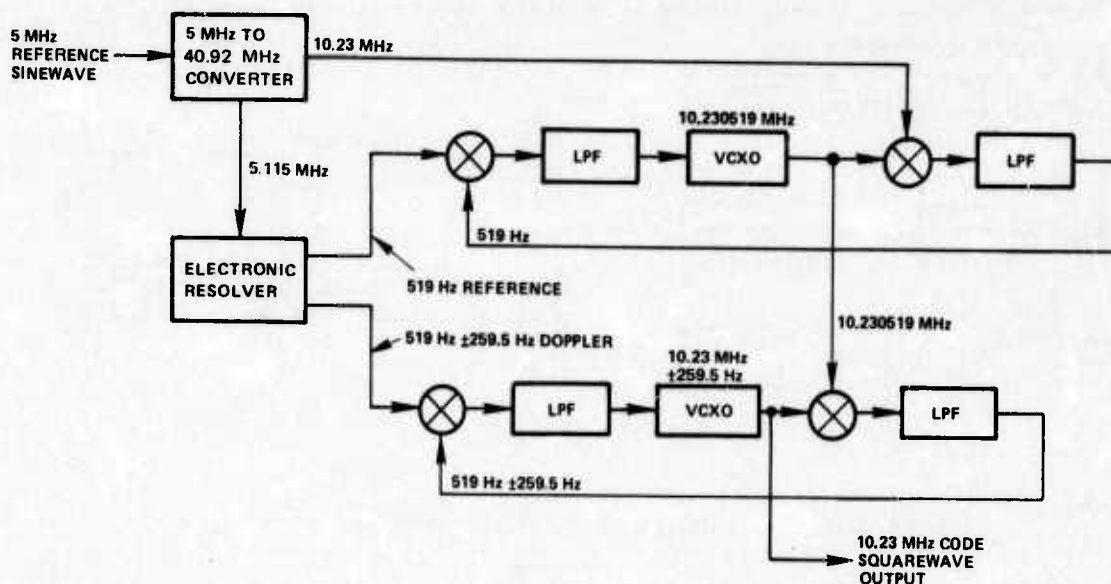 5 MHz
REFERENCE
SINEWAVE
5 MHz TO
40.92 MHz
CONVERTER
10.23 MHz
5.115 MHz
ELECTRONIC
RESOLVER
LPF
10.230519 MHz
VCXO
LPF
519 Hz
519 Hz REFERENCE
519 Hz ±259.5 Hz DOPPLER
10.230519 MHz
LPF
10.23 MHz
±259.5 Hz
VCXO
LPF
519 Hz ±259.5 Hz
10.23 MHz CODE
SQUAREWAVE
OUTPUT